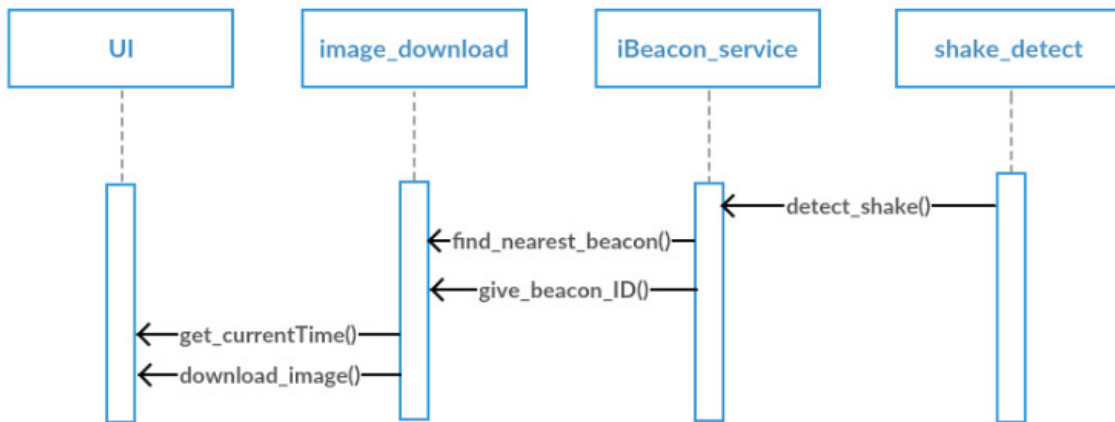 UI
image_download
iBeacon_service
shake_detect
detect_shake()
find_nearest_beacon()
give_beacon_ID()
get_currentTime()
download_image()